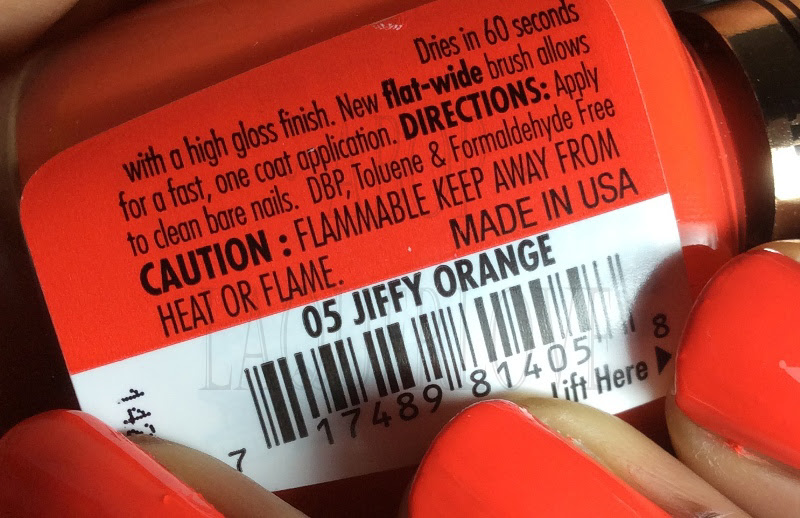 Dries in 60 seconds
with a high gloss finish. New flat-wide brush allows
for a fast, one coat application. DIRECTIONS: Apply
to clean bare nails. DBP, Toluene & Formaldehyde Free
CAUTION : FLAMMABLE KEEP AWAY FROM
HEAT OR FLAME. MADE IN USA
05 JIFFY ORANGE
7 17489 81405 8
Lift Here